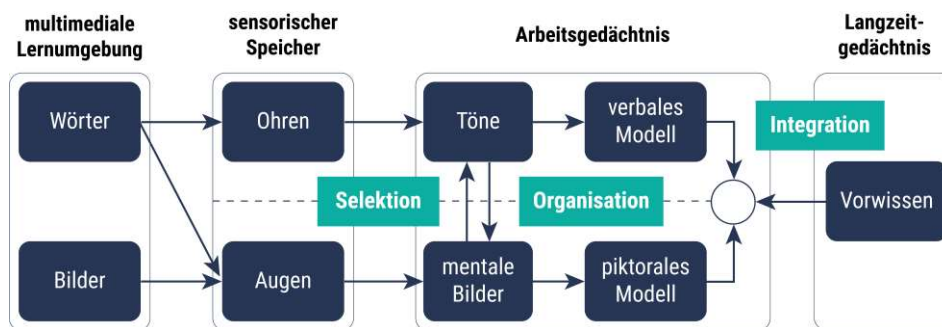 multimediale
Lernumgebung
sensorischer
Speicher
Arbeitsgedächtnis
Langzeit-
gedächtnis
Wörter
Ohren
Töne
verbales
Modell
Integration
Selektion
Organisation
Vorwissen
Bilder
Augen
mentale
Bilder
piktorales
Modell